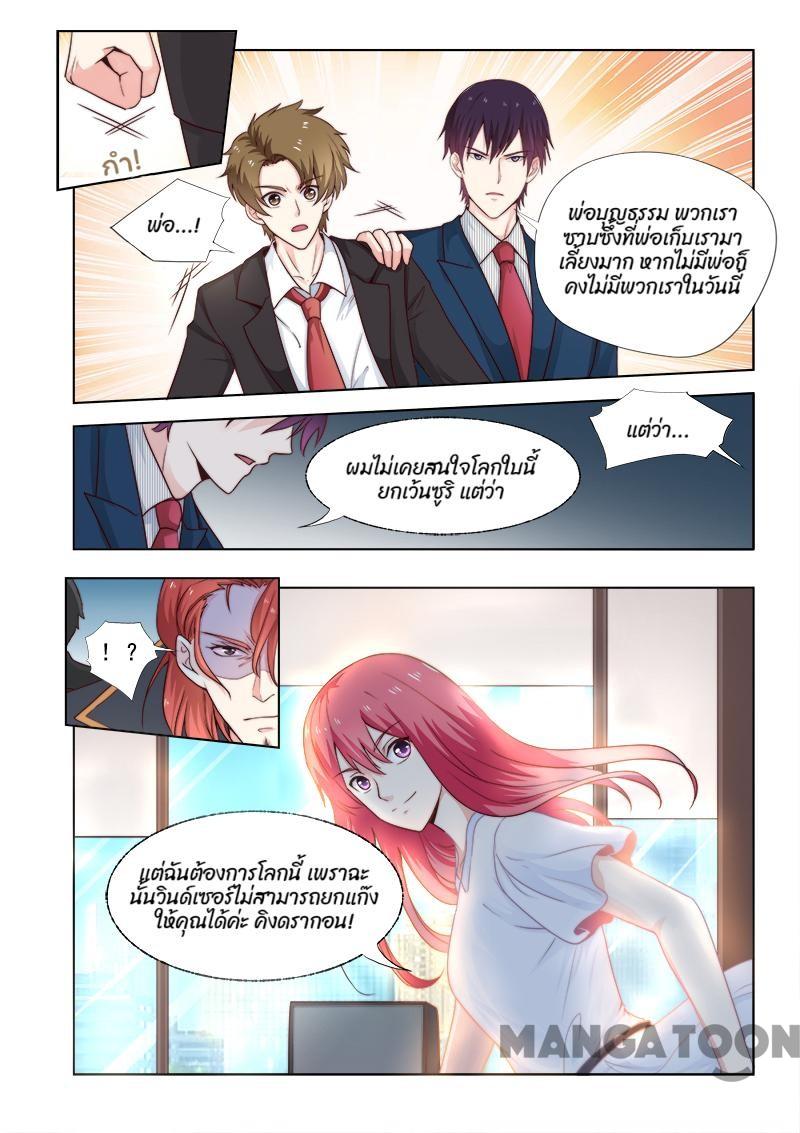 กำ!
พ่อ...!
พ่อบุญธรรม พวกเรา
ซาบซึ้งที่พ่อเก็บเรามา
เลี้ยงมาก หากไม่มีพ่อก็
คงไม่มีพวกเราในวันนี้
แต่ว่า...
ผมไม่เคยสนใจโลกใบนี้
ยกเว้นซูริ แต่ว่า
! ?
แต่ฉันต้องการโลกนี้ เพราะฉะ
นั้นวินด์เซอร์ไม่สามารถยกแก๊ง
ให้คุณได้ค่ะ คิงดรากอน!
MANGATOON